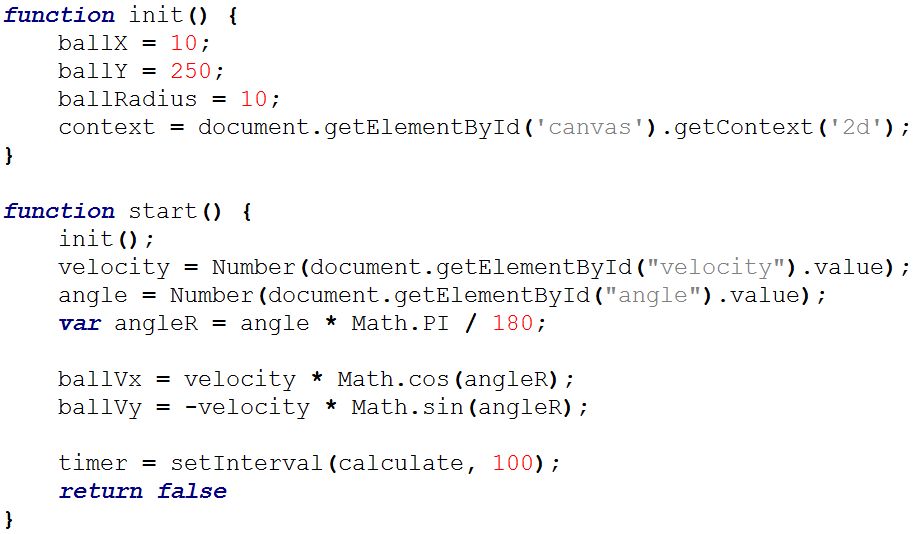 function init() {
    ballX = 10;
    ballY = 250;
    ballRadius = 10;
    context = document.getElementById('canvas').getContext('2d');
}

function start() {
    init();
    velocity = Number(document.getElementById("velocity").value);
    angle = Number(document.getElementById("angle").value);
    var angleR = angle * Math.PI / 180;

    ballVx = velocity * Math.cos(angleR);
    ballVy = -velocity * Math.sin(angleR);

    timer = setInterval(calculate, 100);
    return false
}